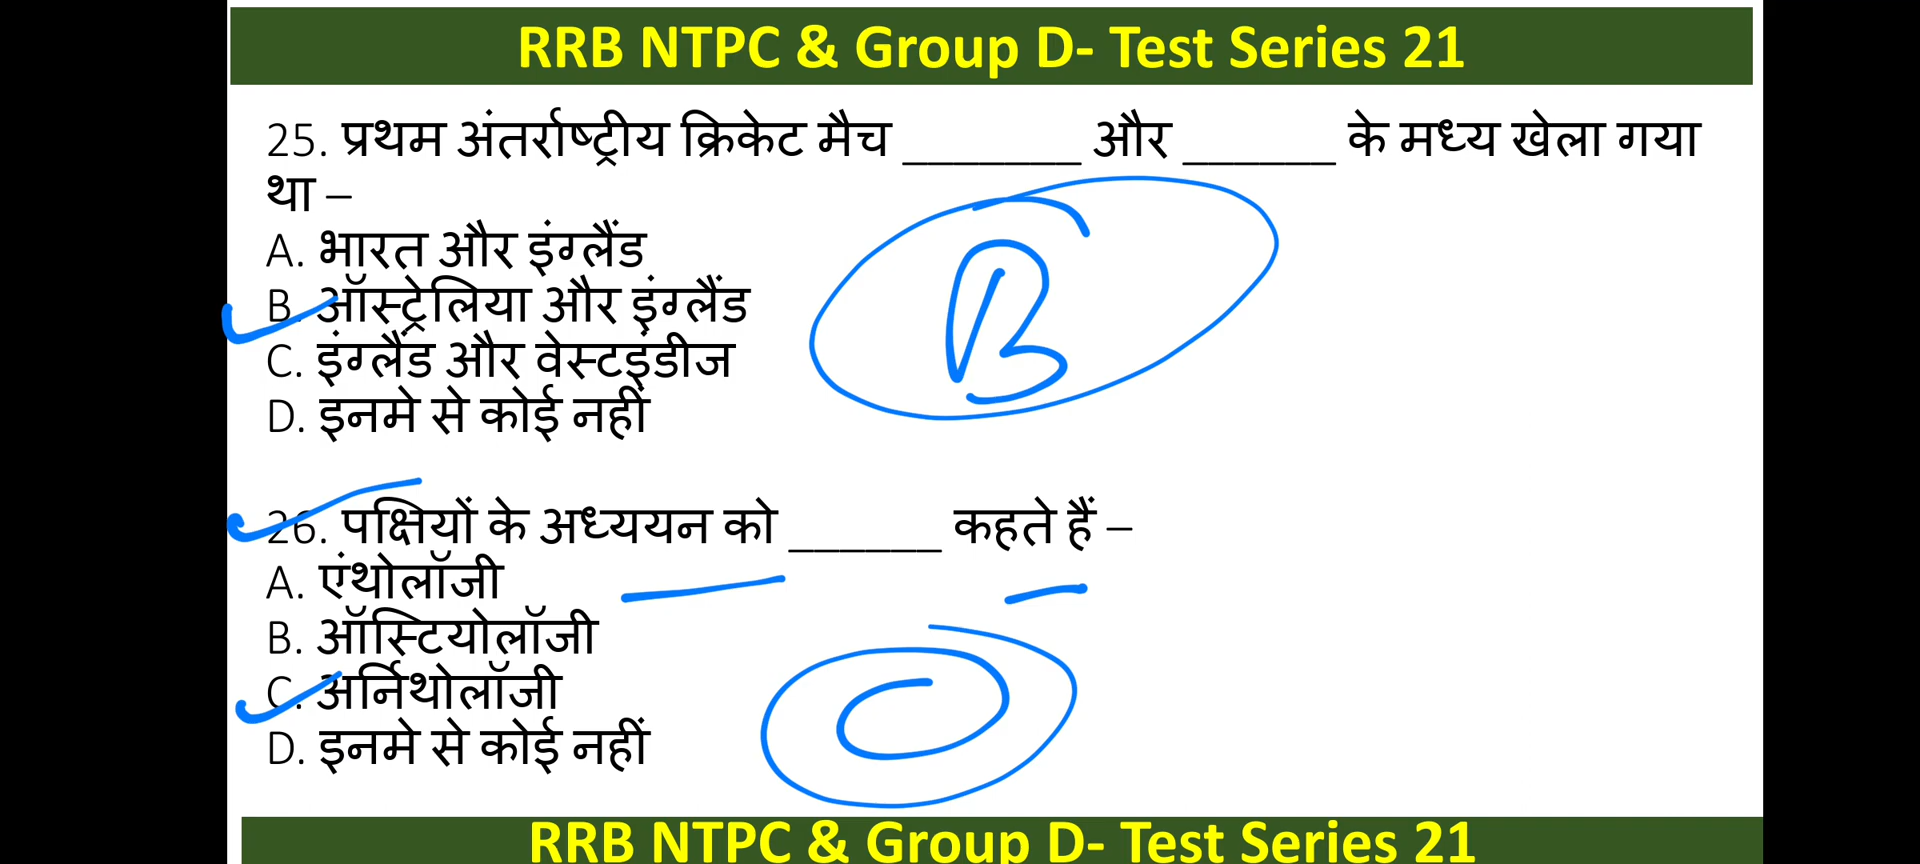 RRB NTPC & Group D- Test Series 21
25. प्रथम अंतर्राष्ट्रीय क्रिकेट मैच _______ और ______ के मध्य खेला गया
था –
A. भारत और इंग्लैंड
B. ऑस्ट्रेलिया और इंग्लैंड
B
C. इंग्लैंड और वेस्टइंडीज
D. इनमे से कोई नहीं
26. पक्षियों के अध्ययन को ______ कहते हैं –
A. एंथोलॉजी
B. ऑस्टियोलॉजी
C. अर्निथोलॉजी
D. इनमे से कोई नहीं
RRB NTPC & Group D- Test Series 21